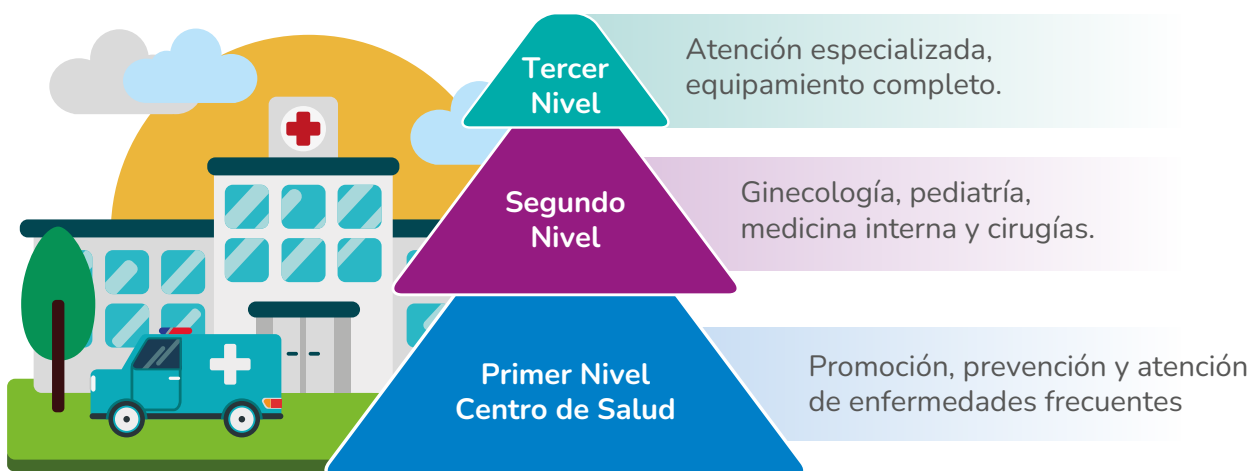 Tercer
Nivel
Atención especializada,
equipamiento completo.
Segundo
Nivel
Ginecología, pediatría,
medicina interna y cirugías.
Primer Nivel
Centro de Salud
Promoción, prevención y atención
de enfermedades frecuentes